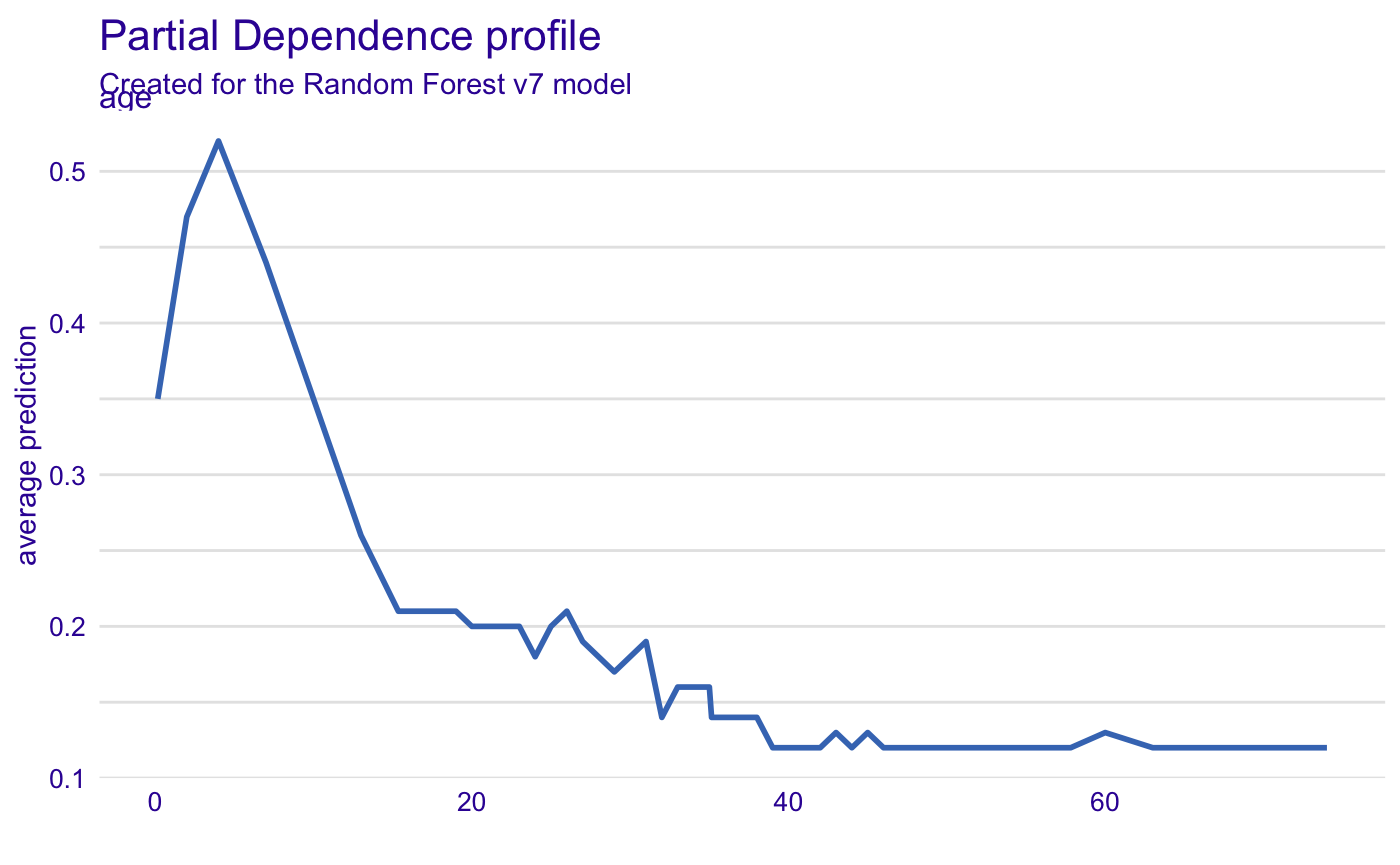 Partial Dependence profile
Created for the Random Forest v7 model
age
average prediction
0.5
0.4
0.3
0.2
0.1
0 20 40 60